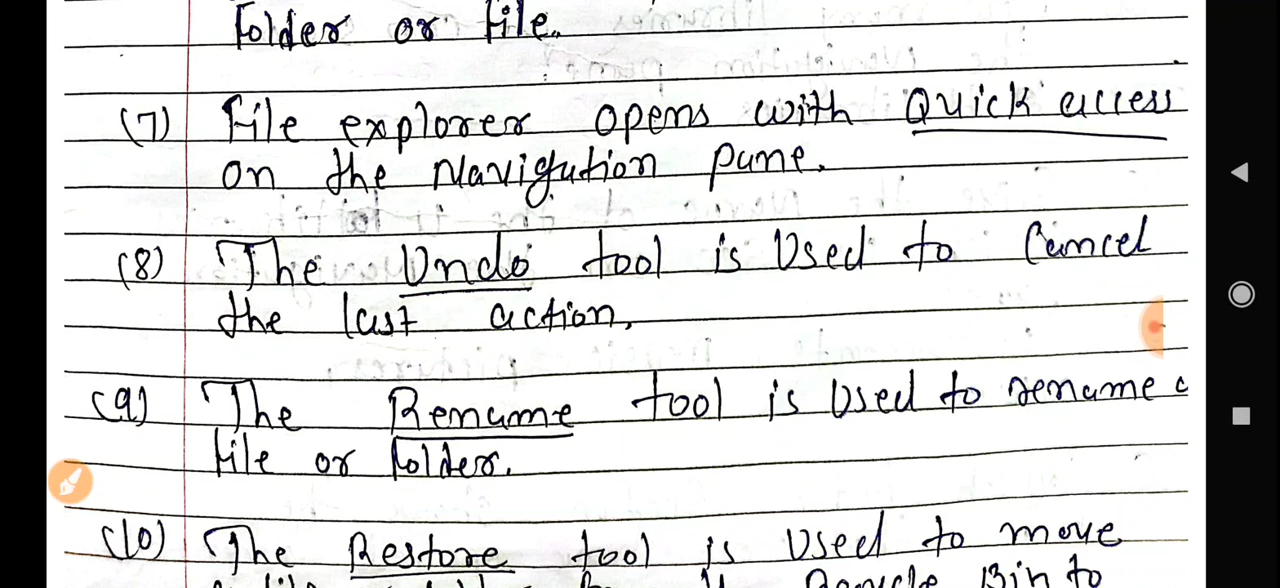 Folder or file.
(7) File explorer opens with Quick access
on the Navigation pane.
(8) The Undo tool is Used to Cancel
the last action.
(9) The Rename tool is Used to rename a
file or folder.
(10) The Restore tool is Used to move
Bin to